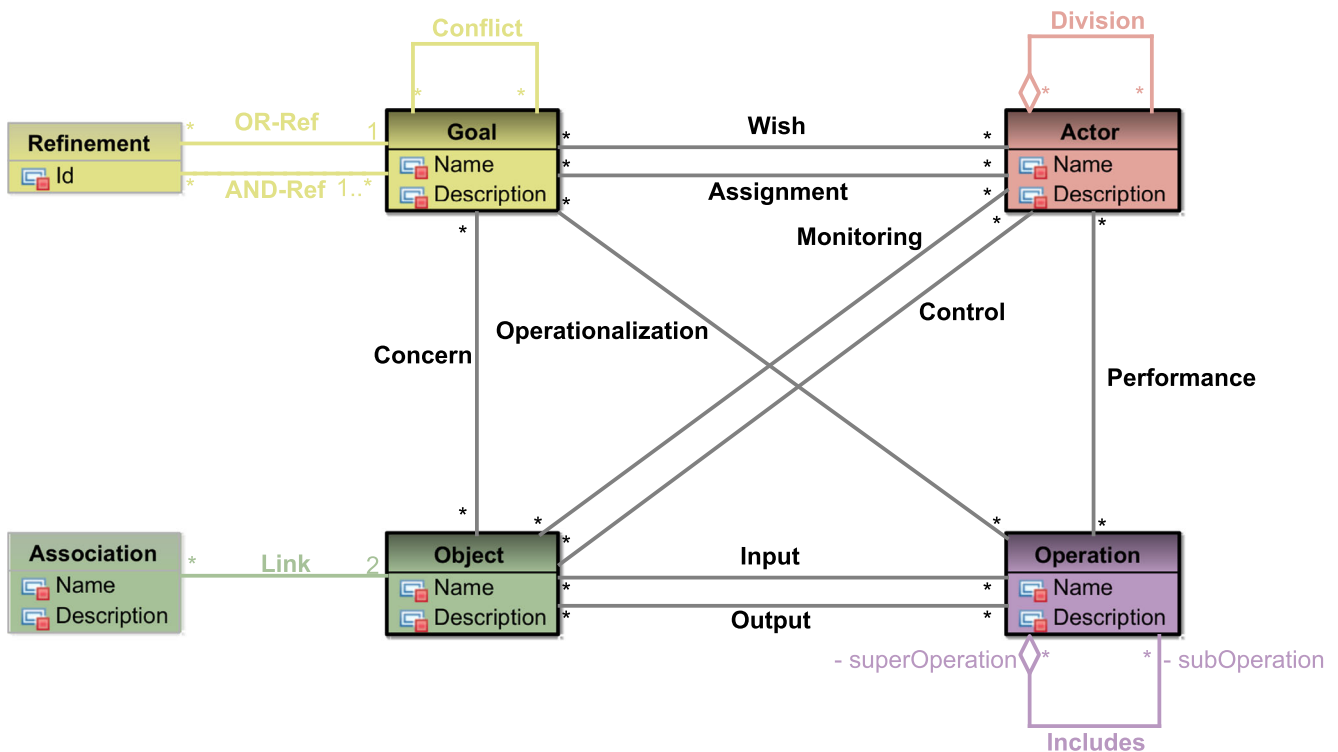 Conflict
Division
* *
* *
Refinement
Id
* OR-Ref 1
* AND-Ref 1..*
Goal
Name
Description
* Wish *
* Assignment *
Actor
Name
Description
*
*
*
*
*
*
Monitoring
Control
Operationalization
Concern
Performance
*
*
*
*
*
Association
Name
Description
* Link 2
Object
Name
Description
Input
* *
* *
Output
Operation
Name
Description
- superOperation * * - subOperation
Includes